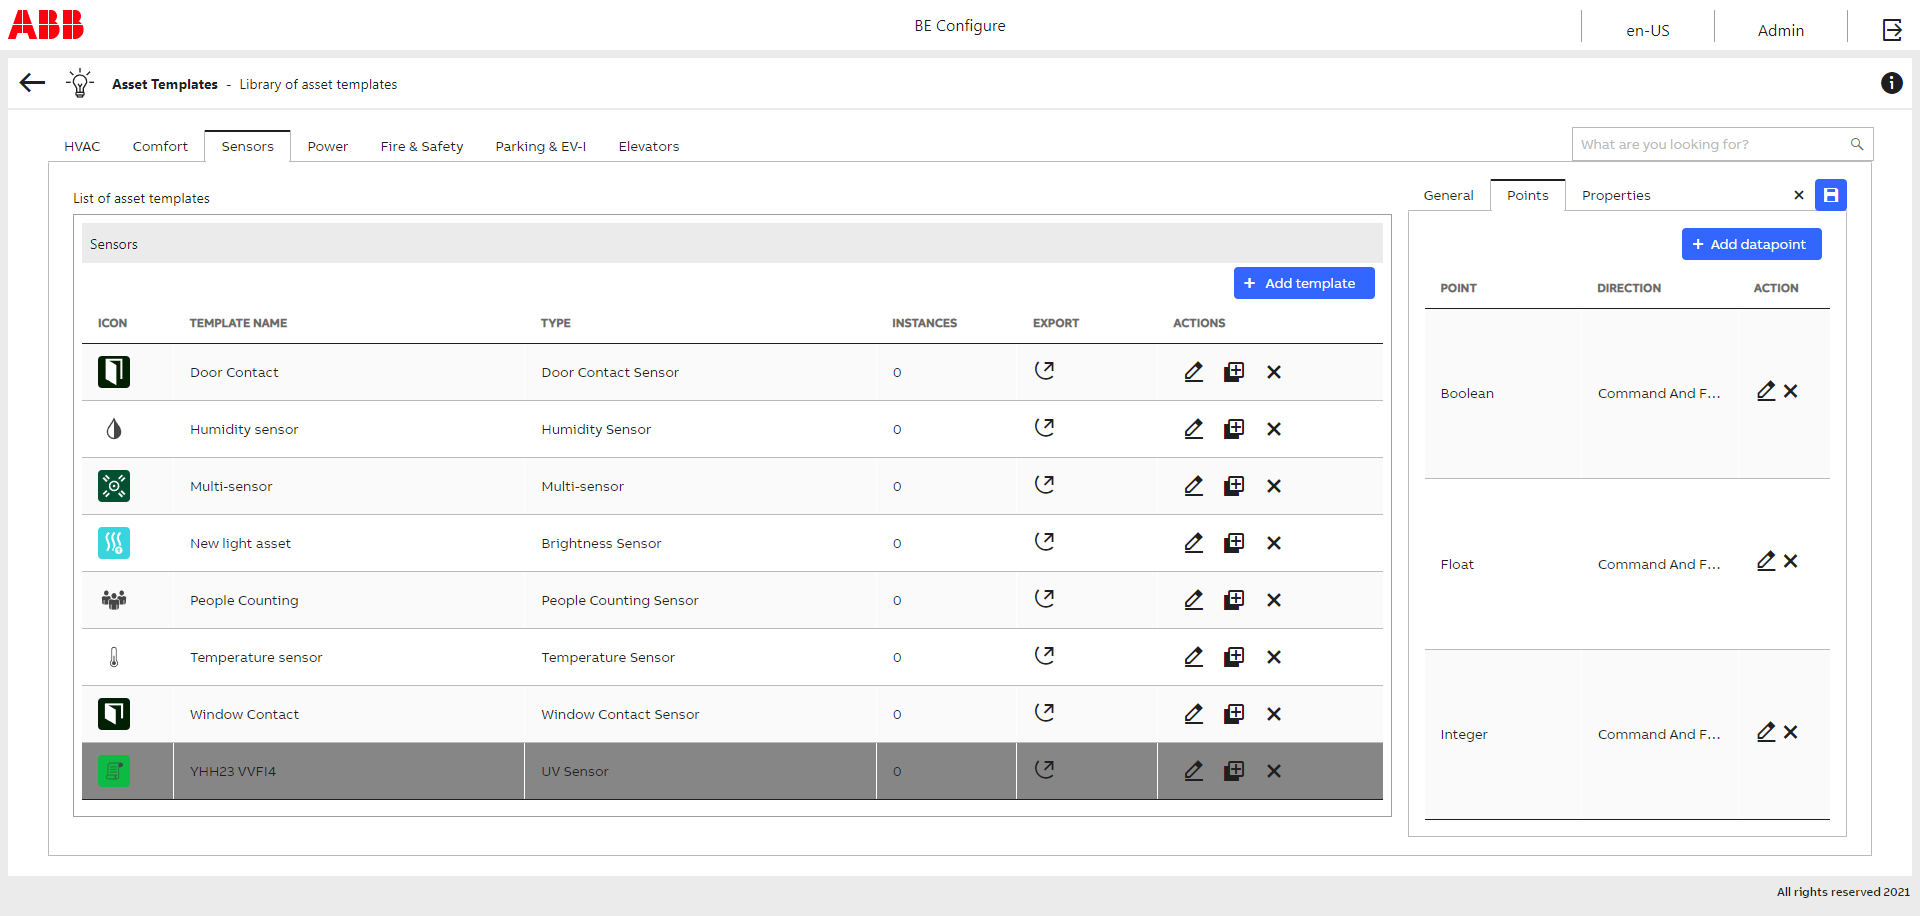 ABB
BE Configure
en-US
Admin
Asset Templates - Library of asset templates
HVAC
Comfort
Sensors
Power
Fire & Safety
Parking & EV-I
Elevators
What are you looking for?
List of asset templates
Sensors
+ Add template
ICON TEMPLATE NAME TYPE INSTANCES EXPORT ACTIONS
Door Contact Door Contact Sensor 0
Humidity sensor Humidity Sensor 0
Multi-sensor Multi-sensor 0
New light asset Brightness Sensor 0
People Counting People Counting Sensor 0
Temperature sensor Temperature Sensor 0
Window Contact Window Contact Sensor 0
YHH23 VVFI4 UV Sensor 0
General
Points
Properties
+ Add datapoint
POINT DIRECTION ACTION
Boolean Command And F...
Float Command And F...
Integer Command And F...
All rights reserved 2021